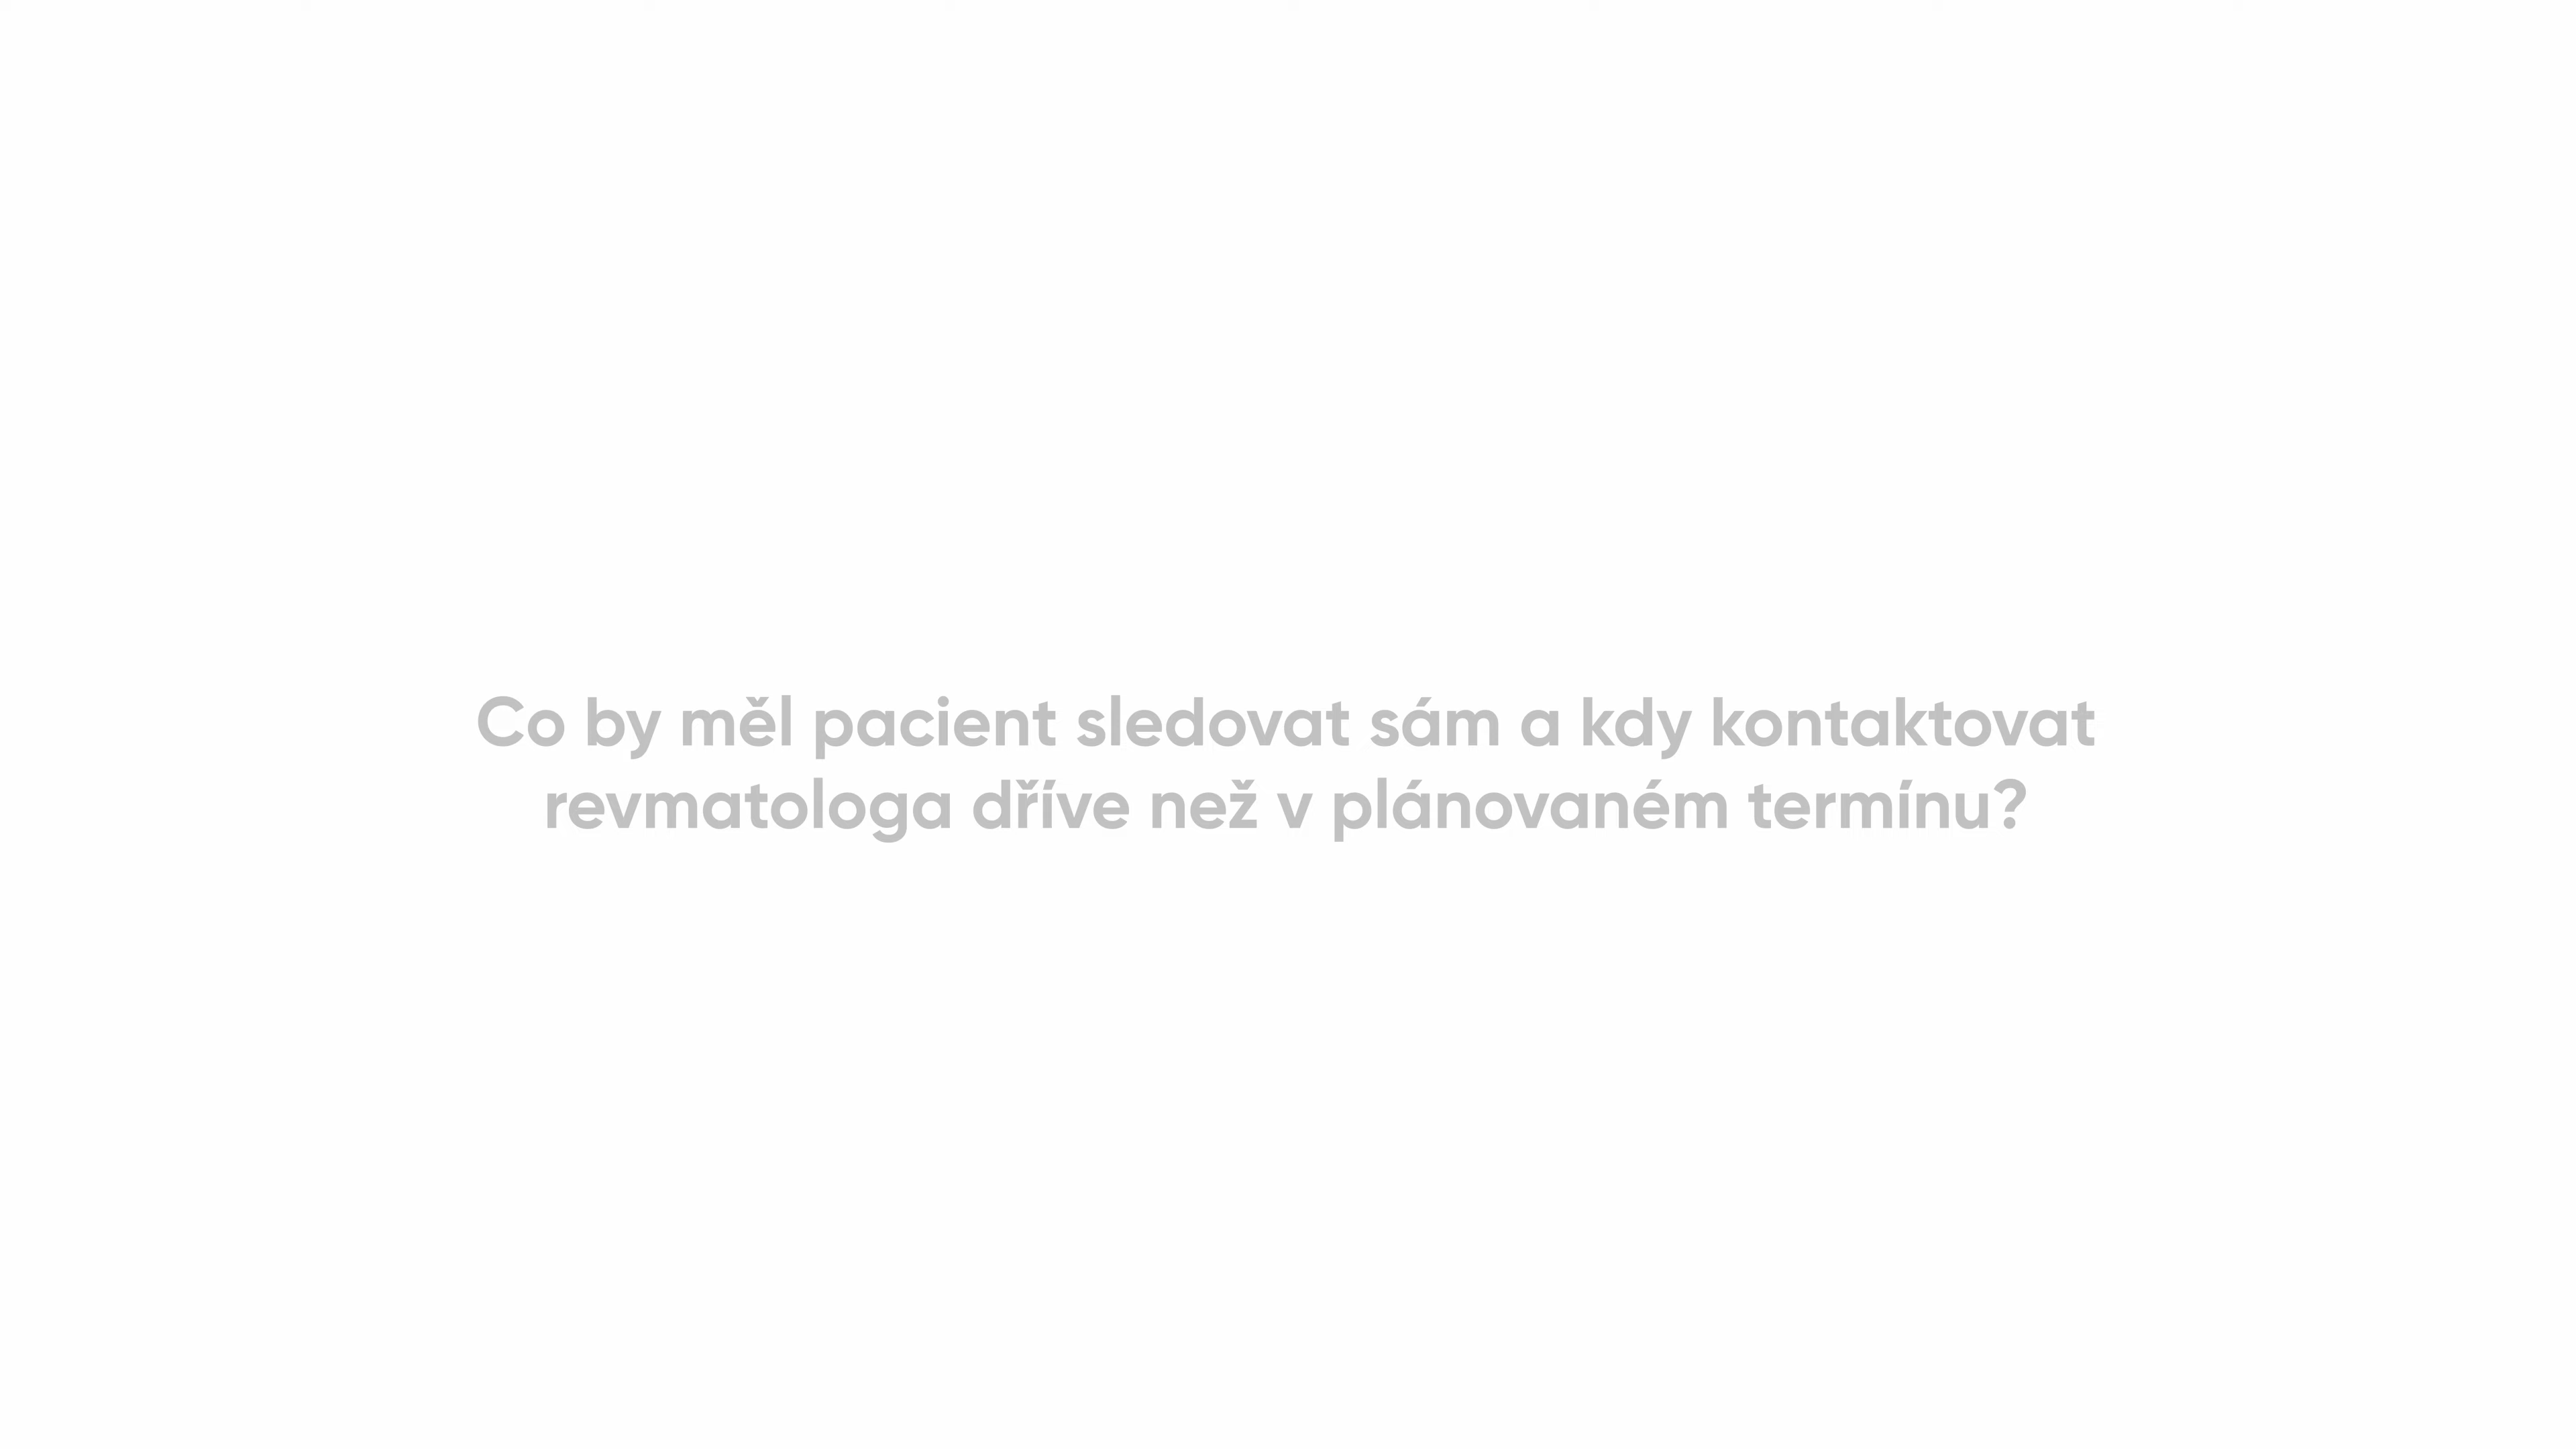 Co by měl pacient sledovat sám a kdy kontaktovat
revmatologa dříve než v plánovaném termínu?